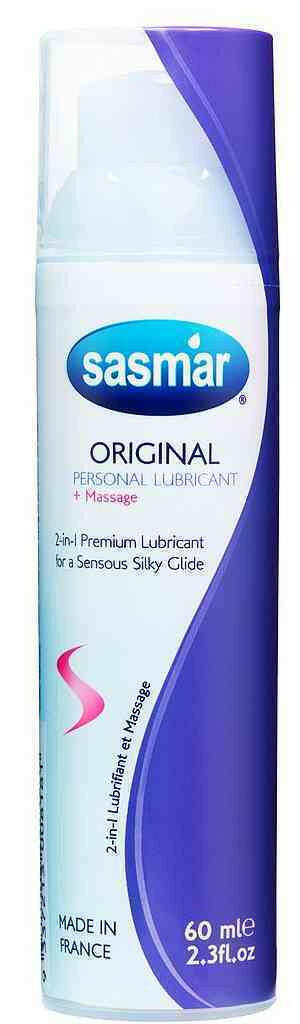 sasmar
®
ORIGINAL
PERSONAL LUBRICANT
+ Massage
2-in-1 Premium Lubricant
for a Sensous Silky Glide
2-in-1 Lubrifiant et Massage
MADE IN
FRANCE
60 ml℮
2.3fl.oz